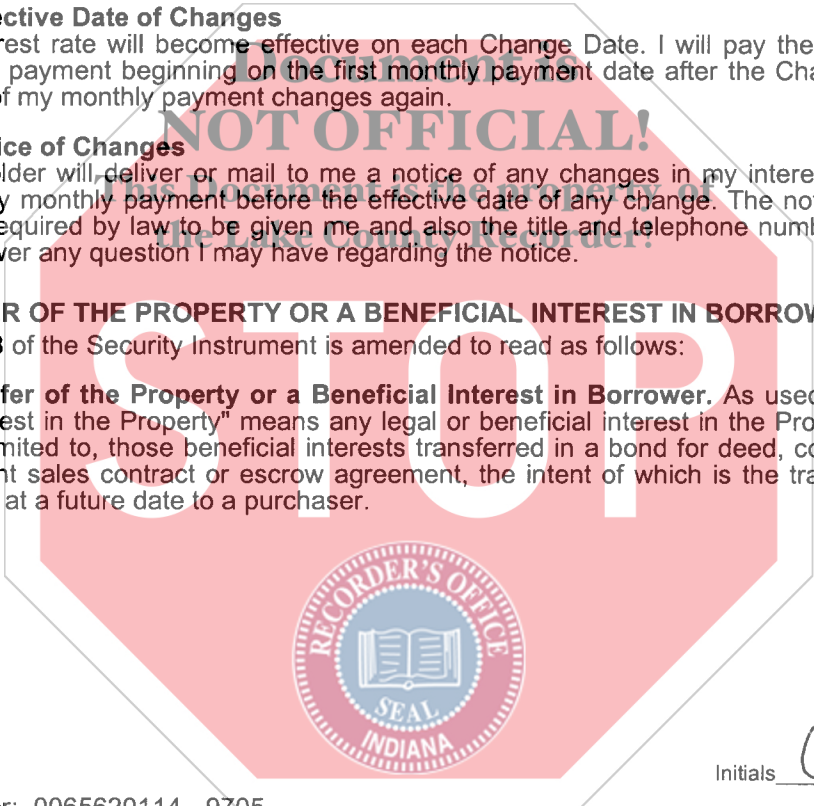 ctive Date of Changes
rest rate will become effective on each Change Date. I will pay the
payment beginning on the first monthly payment date after the Cha
of my monthly payment changes again.
ice of Changes
lder will deliver or mail to me a notice of any changes in my intere
y monthly payment before the effective date of any change. The not
equired by law to be given me and also the title and telephone numb
ver any question I may have regarding the notice.
R OF THE PROPERTY OR A BENEFICIAL INTEREST IN BORROW
of the Security Instrument is amended to read as follows:
fer of the Property or a Beneficial Interest in Borrower. As used
est in the Property" means any legal or beneficial interest in the Pro
mited to, those beneficial interests transferred in a bond for deed, co
nt sales contract or escrow agreement, the intent of which is the tra
at a future date to a purchaser.
Document is
NOT OFFICIAL!
This Document is the property of
the Lake County Recorder!
STOP
RECORDER'S OFFICE
SEAL
INDIANA
Initials